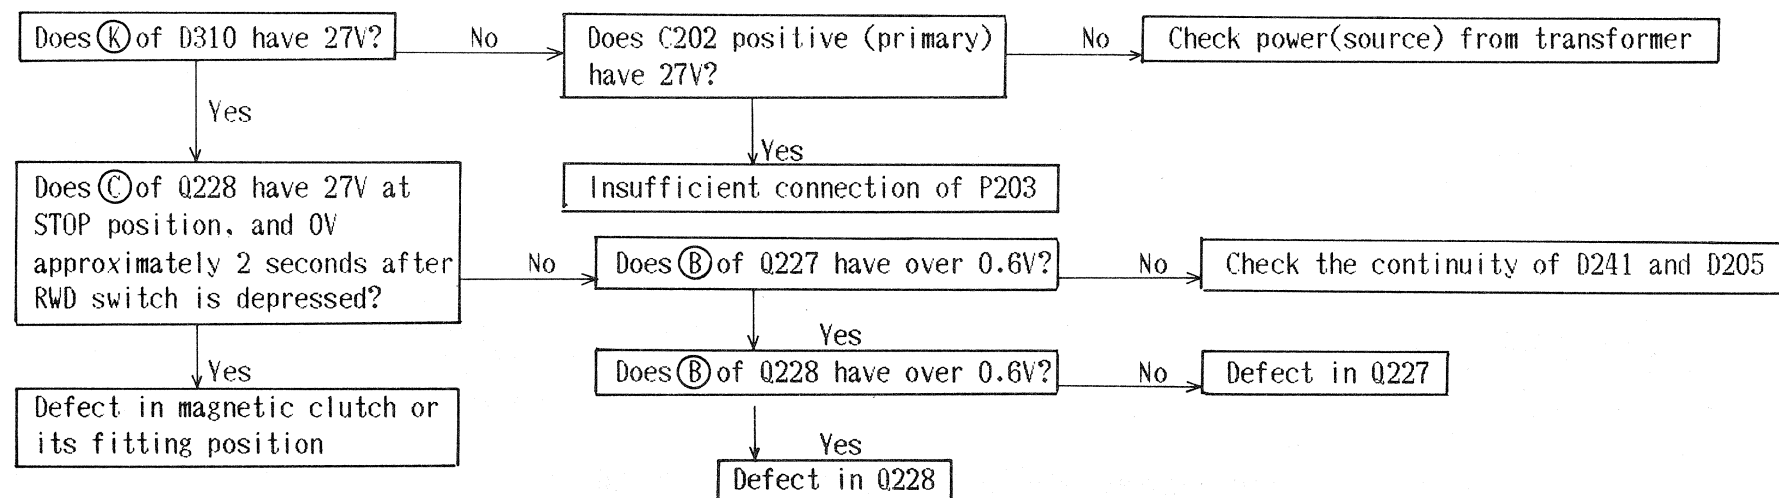 Does Ⓚ of D310 have 27V?
No
Does C202 positive (primary)
have 27V?
No
Check power(source) from transformer
Yes
Yes
Insufficient connection of P203
Does Ⓒ of Q228 have 27V at
STOP position, and 0V
approximately 2 seconds after
RWD switch is depressed?
No
Does Ⓑ of Q227 have over 0.6V?
No
Check the continuity of D241 and D205
Yes
Yes
Does Ⓑ of Q228 have over 0.6V?
No
Defect in Q227
Defect in magnetic clutch or
its fitting position
Yes
Defect in Q228